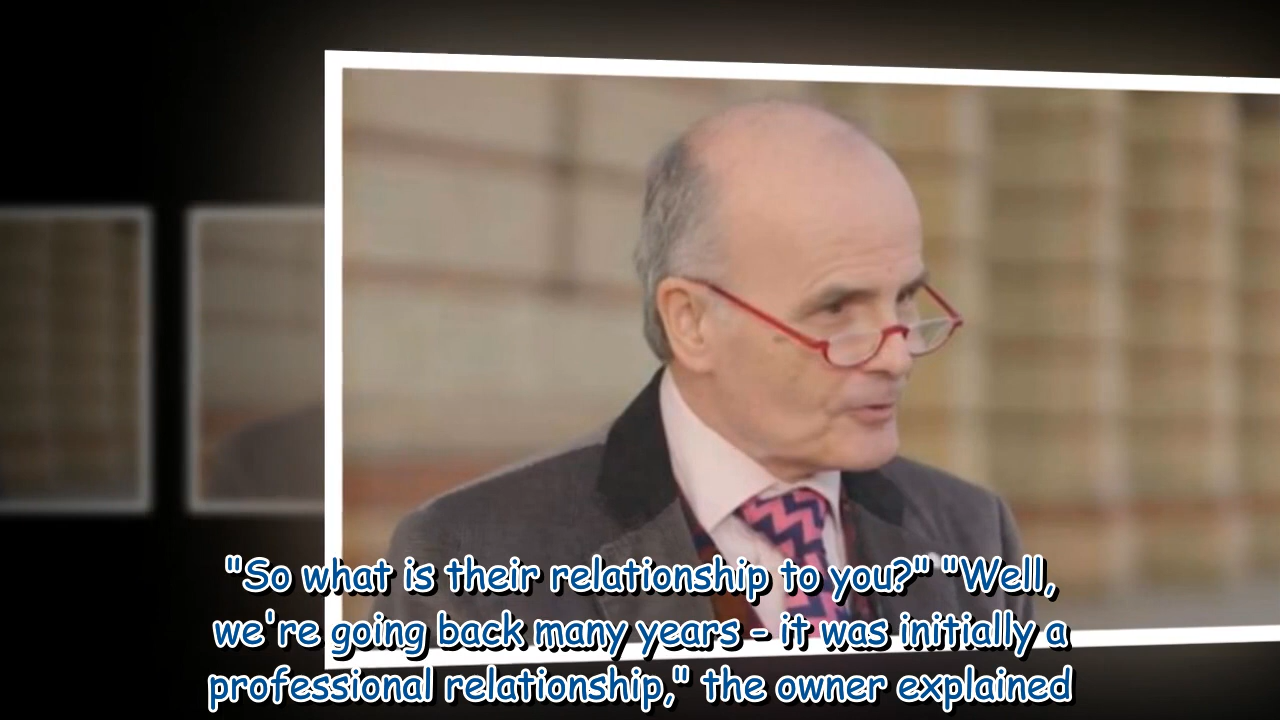 "So what is their relationship to you?" "Well,
we're going back many years - it was initially a
professional relationship," the owner explained